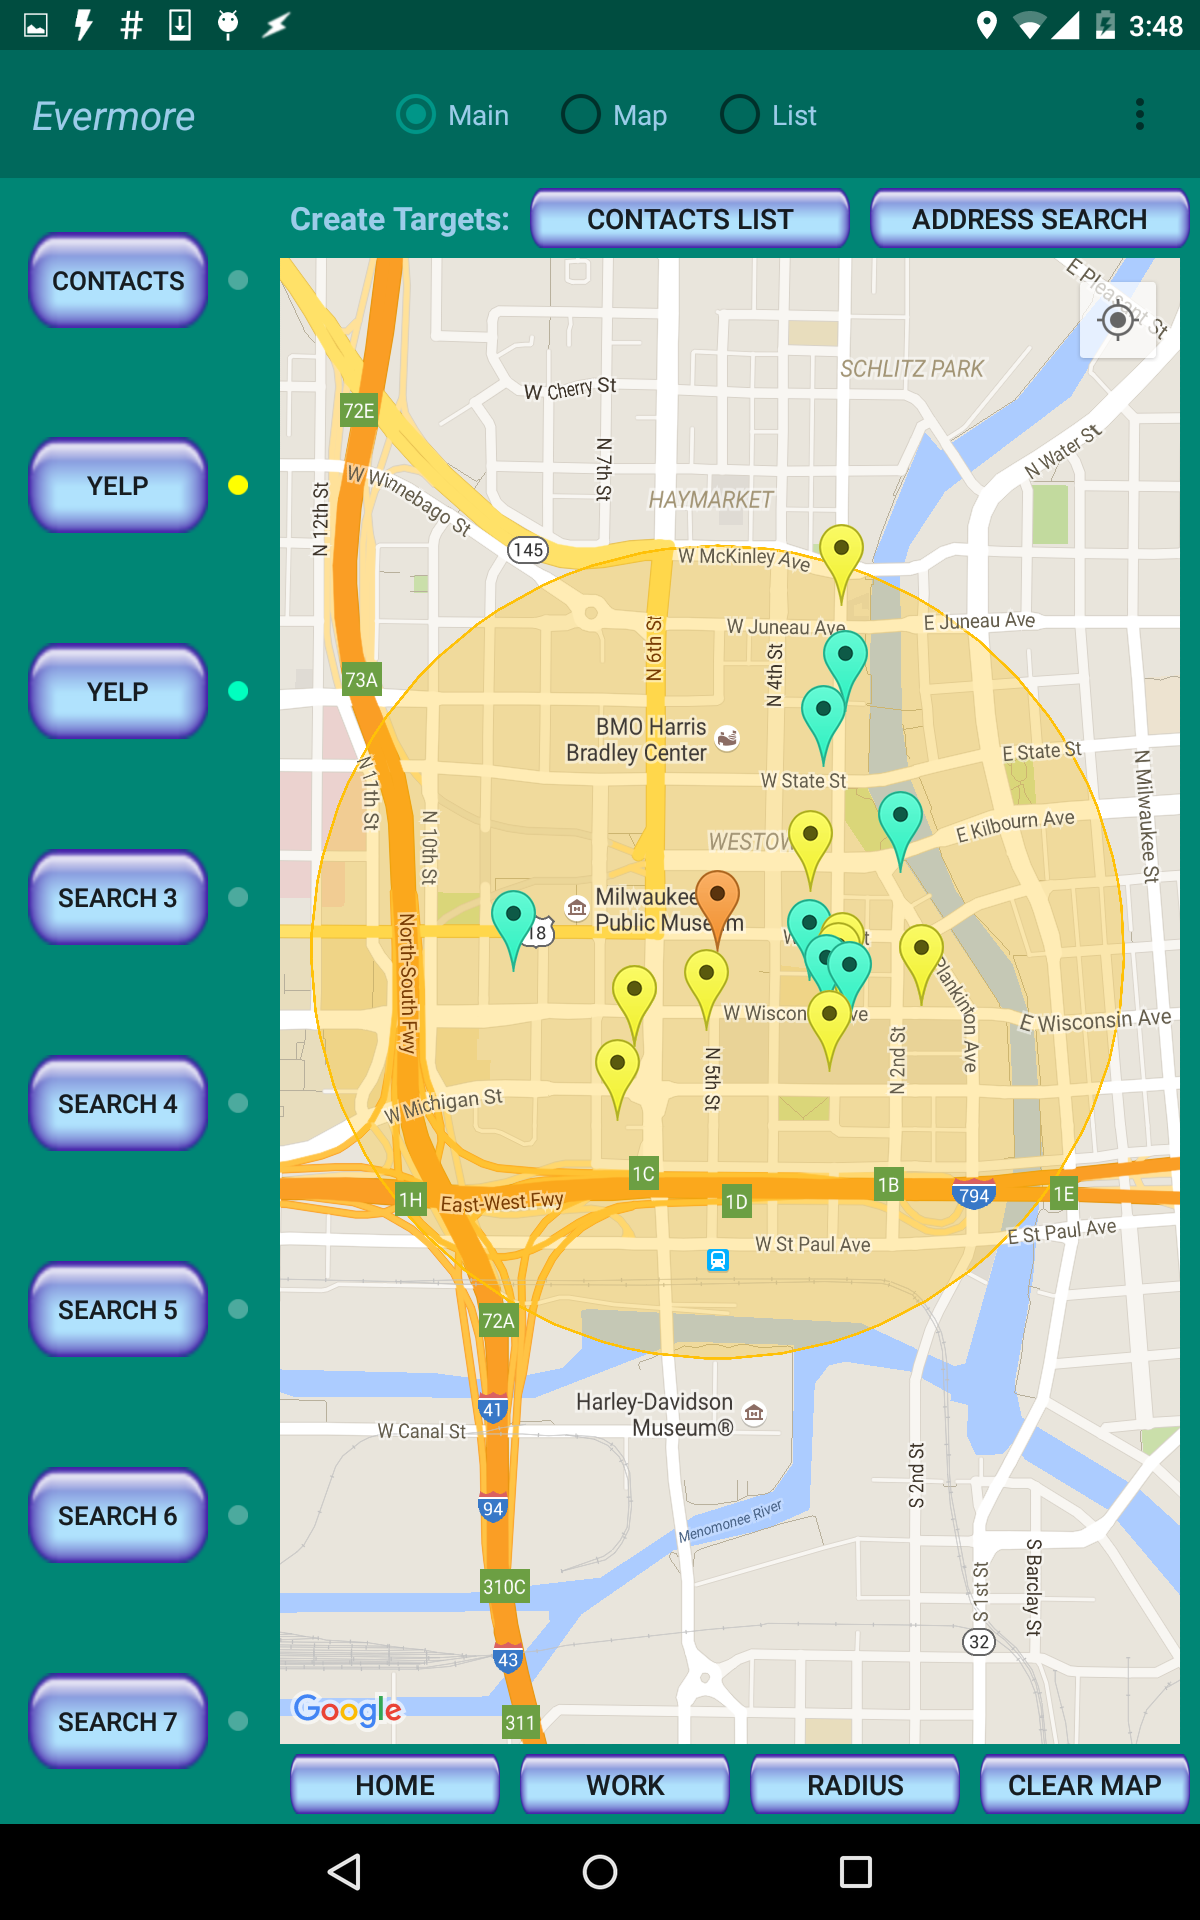 3:48
Evermore
Main
Map
List
Create Targets:
CONTACTS LIST
ADDRESS SEARCH
CONTACTS
YELP
YELP
SEARCH 3
SEARCH 4
SEARCH 5
SEARCH 6
SEARCH 7
E Pleasant St
SCHLITZ PARK
W Cherry St
72E
N 7th St
N Water St
W Winnebago St
HAYMARKET
N 12th St
145
W McKinley Ave
W Juneau Ave
E Juneau Ave
N 6th St
N 4th St
73A
BMO Harris
Bradley Center
E State St
W State St
N 11th St
N 10th St
N Milwaukee St
E Kilbourn Ave
Milwaukee
Public Museum
18
North-South Fwy
Plankinton Ave
E Wisconsin Ave
N 2nd St
N 5th St
W Michigan St
1C
1H
East-West Fwy
1D
1B
794
1E
W St Paul Ave
E St Paul Ave
72A
Harley-Davidson
Museum®
41
W Canal St
S 2nd St
94
Menomonee River
310C
S 1st St
S Barclay St
32
43
Google
311
HOME
WORK
RADIUS
CLEAR MAP